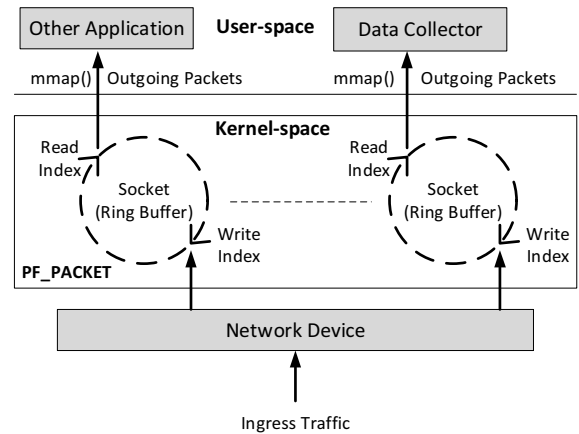 Other Application
User-space
Data Collector
mmap()
Outgoing Packets
mmap()
Outgoing Packets
Kernel-space
Read
Index
Socket
(Ring Buffer)
Write
Index
Read
Index
Socket
(Ring Buffer)
Write
Index
PF_PACKET
Network Device
Ingress Traffic